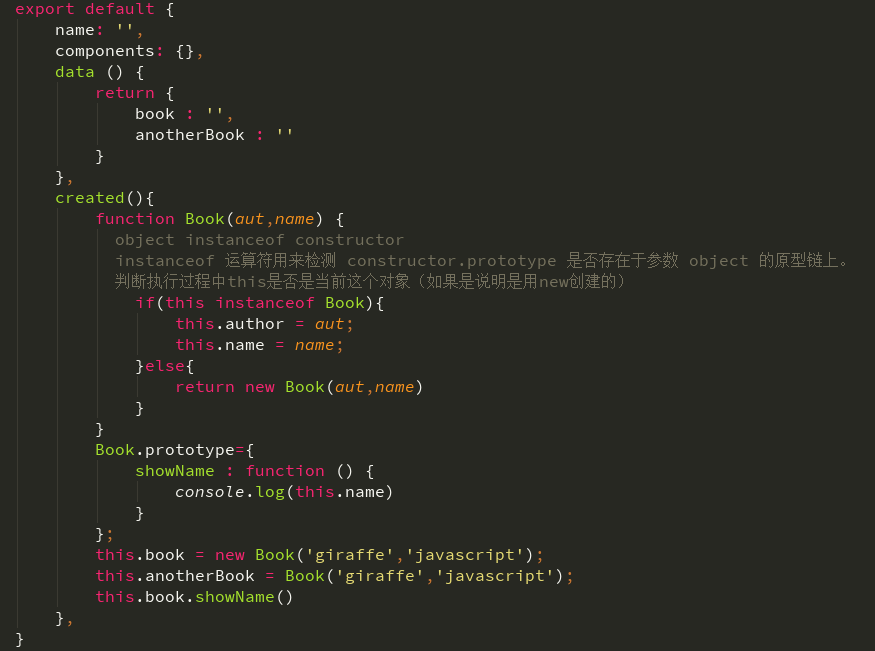 export default {
    name: '',
    components: {},
    data () {
        return {
            book : '',
            anotherBook : ''
        }
    },
    created(){
        function Book(aut,name) {
          object instanceof constructor
          instanceof 运算符用来检测 constructor.prototype 是否存在于参数 object 的原型链上。
          判断执行过程中this是否是当前这个对象（如果是说明是用new创建的）
            if(this instanceof Book){
                this.author = aut;
                this.name = name;
            }else{
                return new Book(aut,name)
            }
        }
        Book.prototype={
            showName : function () {
                console.log(this.name)
            }
        };
        this.book = new Book('giraffe','javascript');
        this.anotherBook = Book('giraffe','javascript');
        this.book.showName()
    },
}